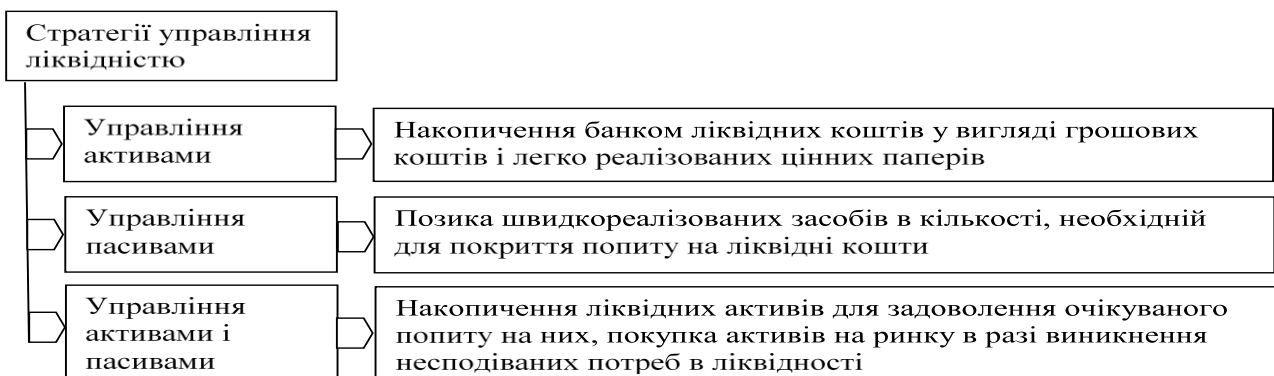 Стратегії управління
ліквідністю
Управління
активами
Накопичення банком ліквідних коштів у вигляді грошових
коштів і легко реалізованих цінних паперів
Управління
пасивами
Позика швидкореалізованих засобів в кількості, необхідній
для покриття попиту на ліквідні кошти
Управління
активами і
пасивами
Накопичення ліквідних активів для задоволення очікуваного
попиту на них, покупка активів на ринку в разі виникнення
несподіваних потреб в ліквідності